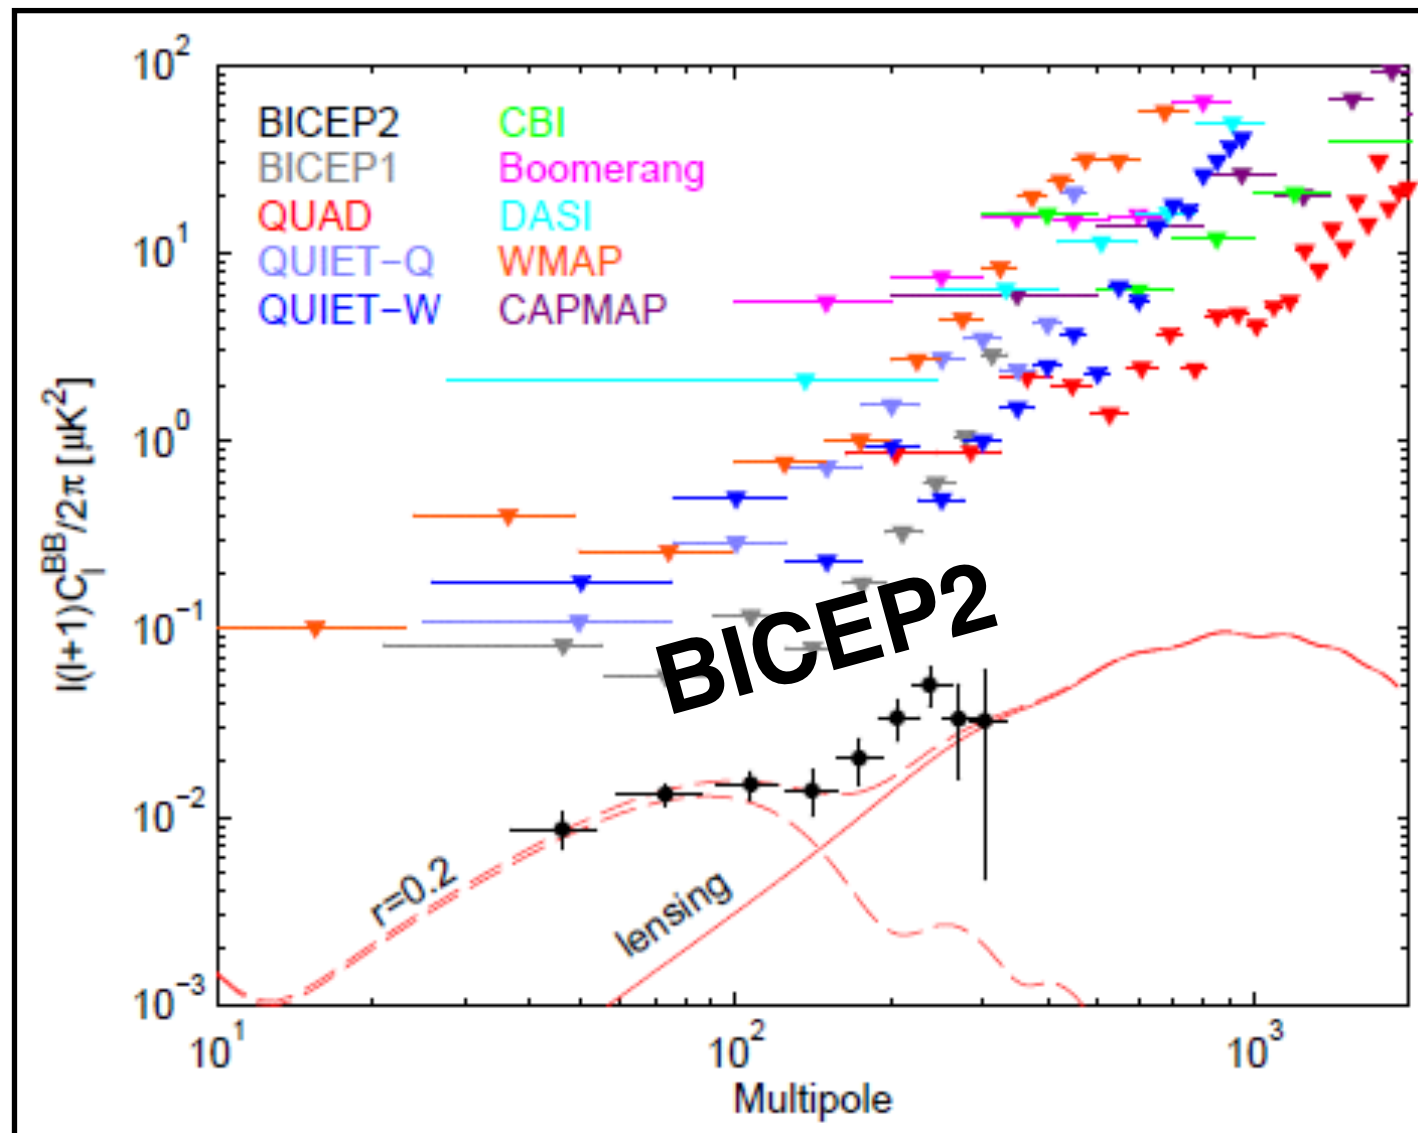 10²
BICEP2 CBI
BICEP1 Boomerang
QUAD DASI
QUIET−Q WMAP
QUIET−W CAPMAP
10¹
10⁰
10⁻¹
10⁻²
10⁻³
l(l+1)C_l^BB/2π [μK²]
BICEP2
r=0.2
lensing
10¹ 10² 10³
Multipole